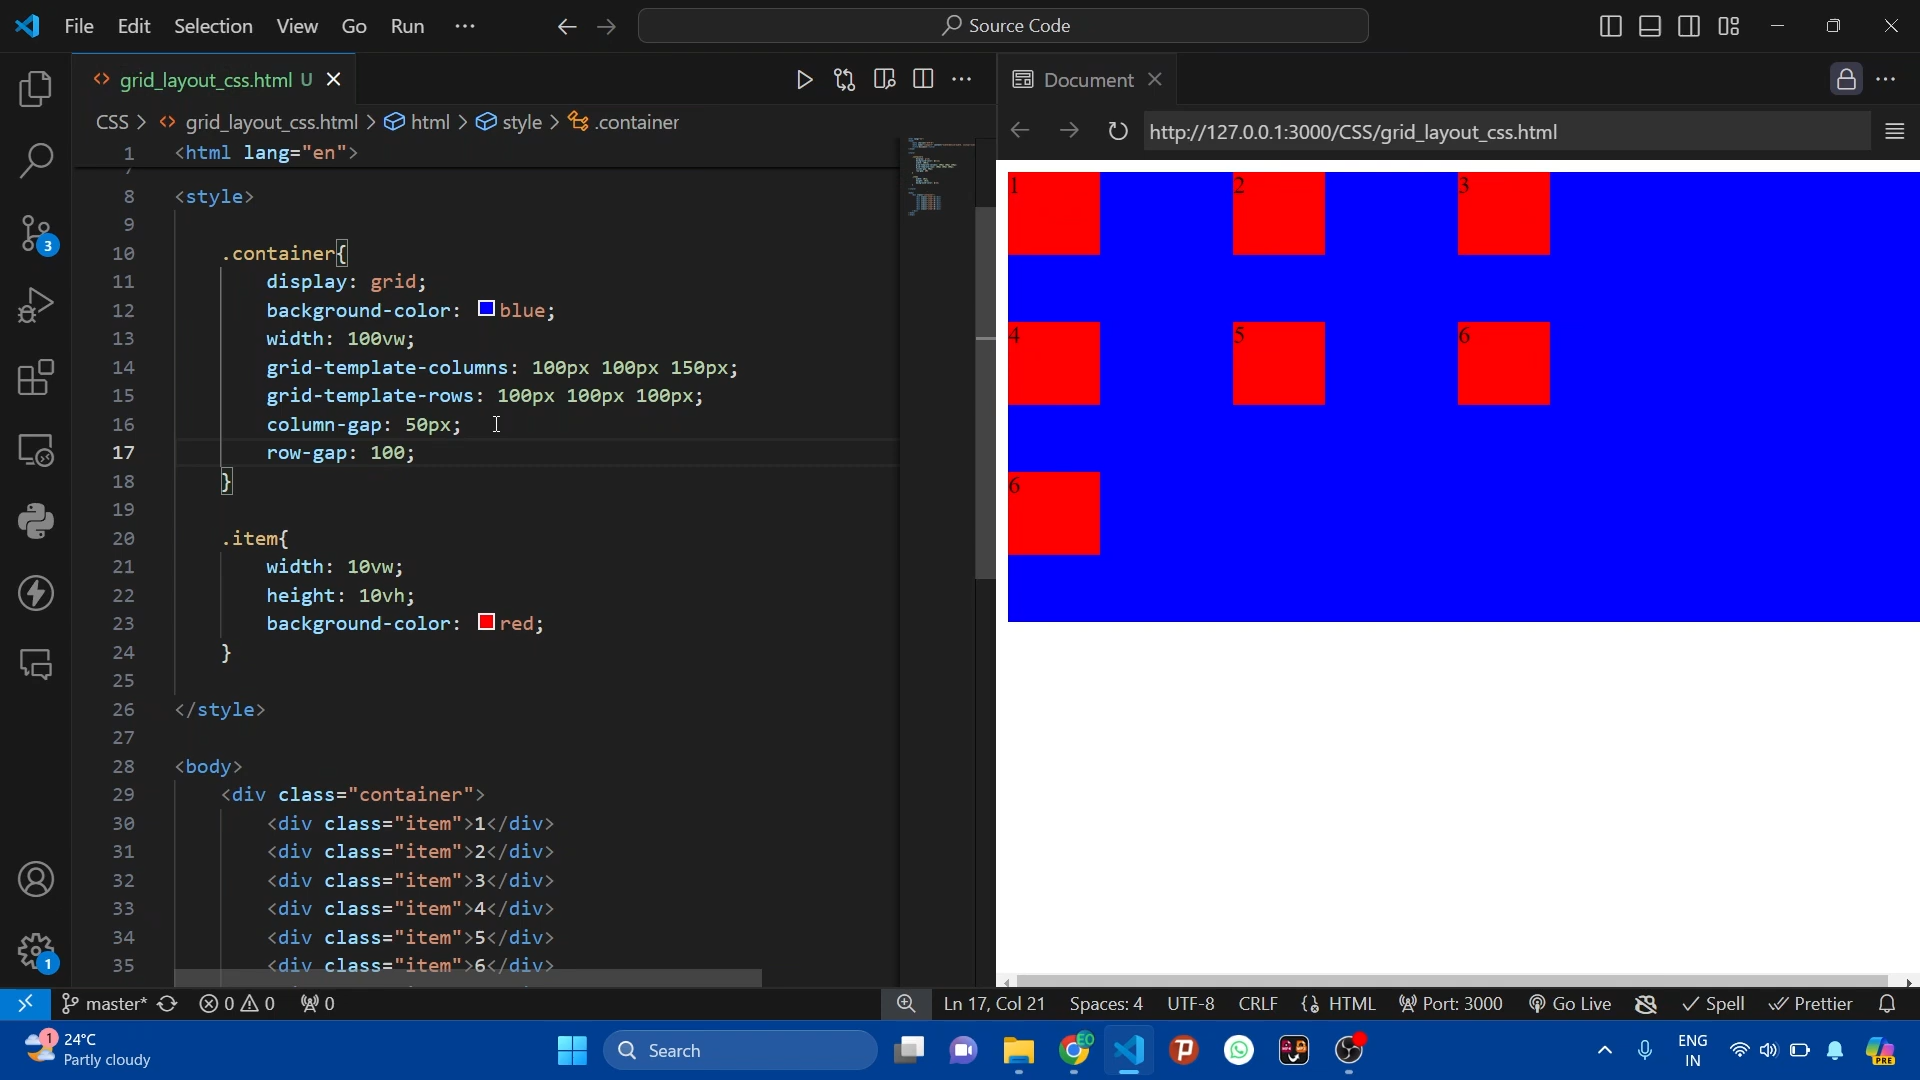 File Edit Selection View Go Run ··· Source Code
grid_layout_css.html U
Document
CSS > grid_layout_css.html > html > style > .container
http://127.0.0.1:3000/CSS/grid_layout_css.html
1 <html lang="en">
8 <style>
9
10 .container{
11 display: grid;
12 background-color: blue;
13 width: 100vw;
14 grid-template-columns: 100px 100px 150px;
15 grid-template-rows: 100px 100px 100px;
16 column-gap: 50px;
17 row-gap: 100;
18 }
19
20 .item{
21 width: 10vw;
22 height: 10vh;
23 background-color: red;
24 }
25
26 </style>
27
28 <body>
29 <div class="container">
30 <div class="item">1</div>
31 <div class="item">2</div>
32 <div class="item">3</div>
33 <div class="item">4</div>
34 <div class="item">5</div>
35 <div class="item">6</div>
1 2 3
4 5 6
6
3
1
master* 0 0 0 Ln 17, Col 21 Spaces: 4 UTF-8 CRLF HTML Port: 3000 Go Live Spell Prettier
1
24°C
Partly cloudy
Search
EO
ENG
IN
PRE